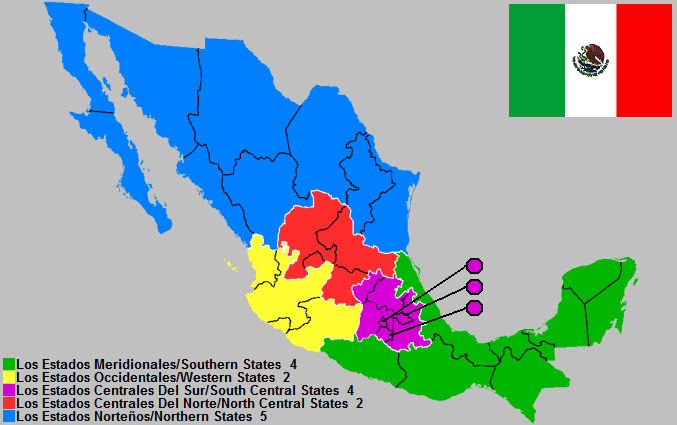 Los Estados Meridionales/Southern States 4
Los Estados Occidentales/Western States 2
Los Estados Centrales Del Sur/South Central States 4
Los Estados Centrales Del Norte/North Central States 2
Los Estados Norteños/Northern States 5